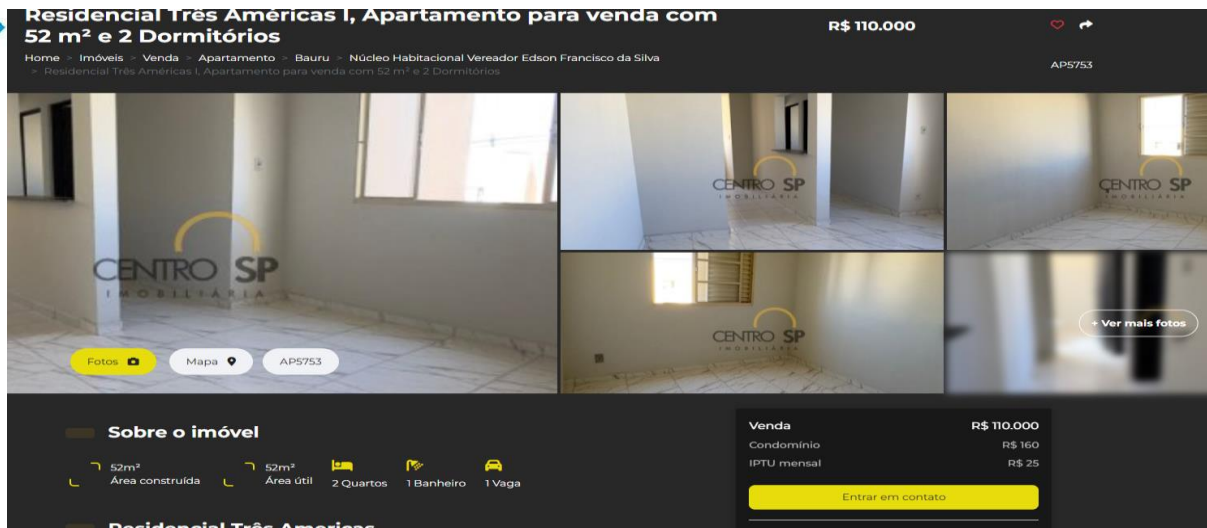 Residencial Três Américas I, Apartamento para venda com
52 m² e 2 Dormitórios
R$ 110.000
Home > Imóveis > Venda > Apartamento > Bauru > Núcleo Habitacional Vereador Edson Francisco da Silva
> Residencial Três Américas I, Apartamento para venda com 52 m² e 2 Dormitórios
AP5753
CENTRO SP
IMOBILIÁRIA
CENTRO SP
IMOBILIÁRIA
CENTRO SP
IMOBILIÁRIA
CENTRO SP
IMOBILIÁRIA
+ Ver mais fotos
Fotos
Mapa
AP5753
Sobre o imóvel
52m²
Área construída
52m²
Área útil
2 Quartos
1 Banheiro
1 Vaga
Venda R$ 110.000
Condomínio R$ 160
IPTU mensal R$ 25
Entrar em contato
Residencial Três Americas